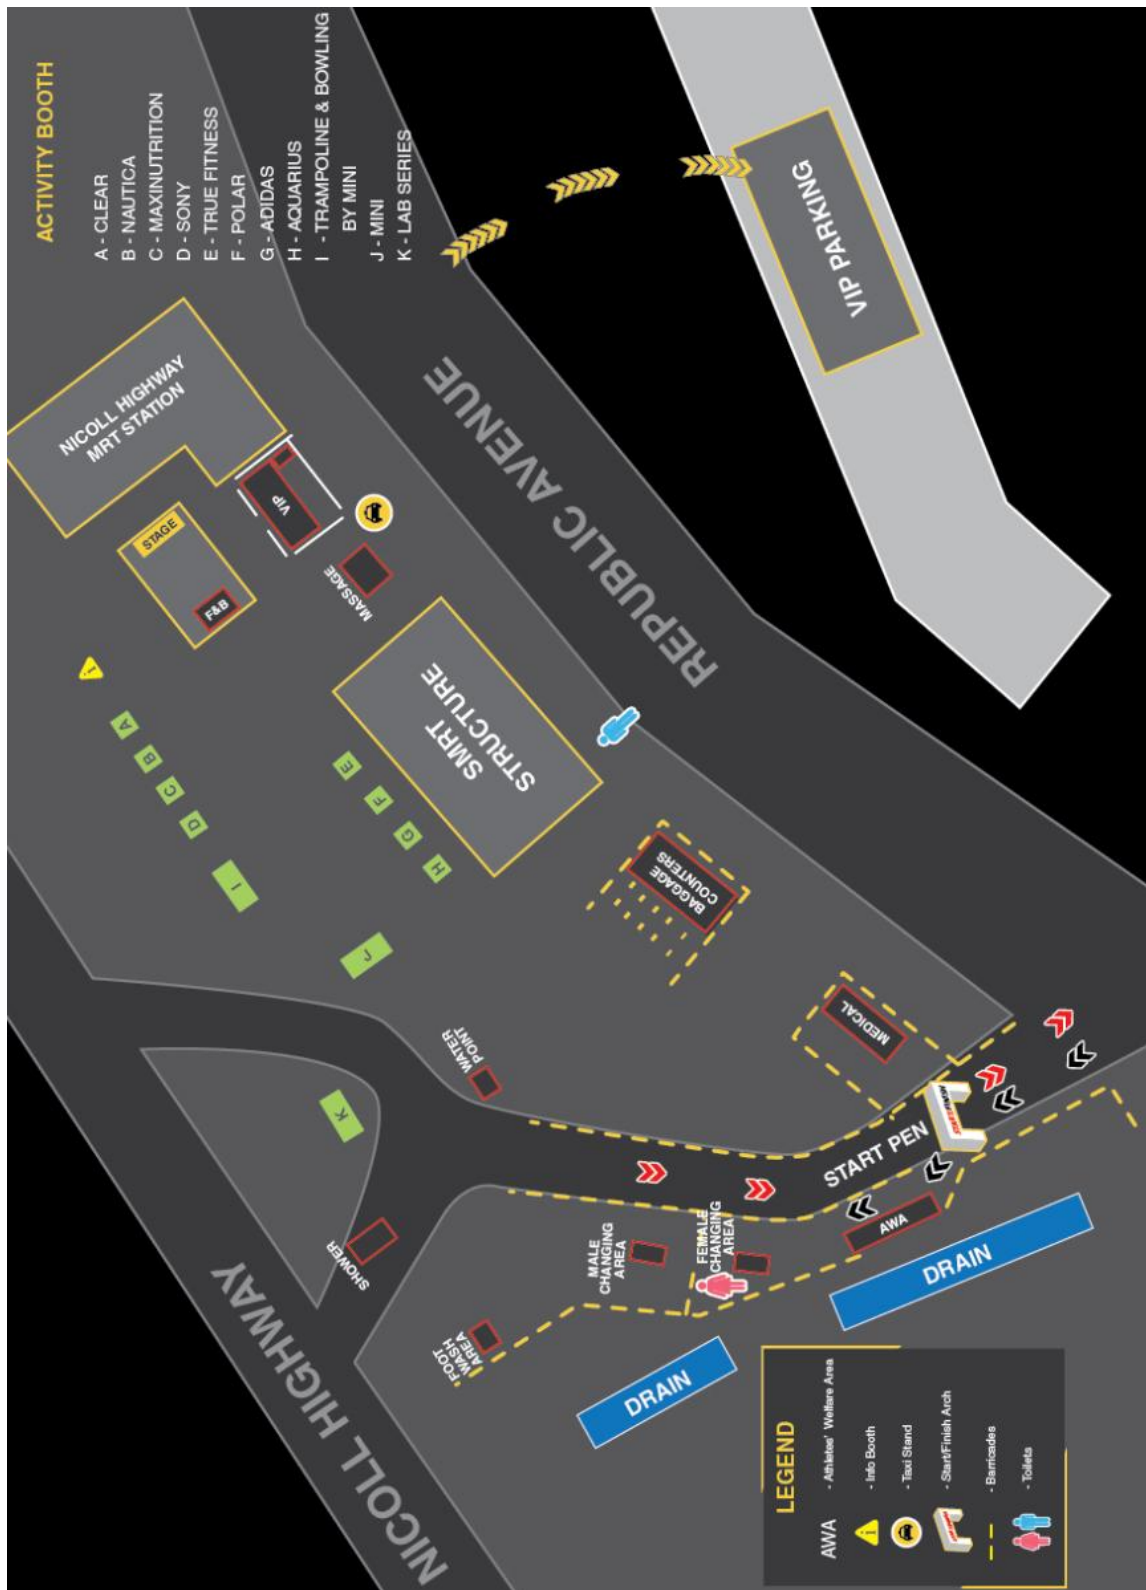 ACTIVITY BOOTH
A - CLEAR
B - NAUTICA
C - MAXINUTRITION
D - SONY
E - TRUE FITNESS
F - POLAR
G - ADIDAS
H - AQUARIUS
I - TRAMPOLINE & BOWLING
BY MINI
J - MINI
K - LAB SERIES
NICOLL HIGHWAY
MRT STATION
STAGE
F&B
VIP
MASSAGE
REPUBLIC AVENUE
VIP PARKING
SMRT
STRUCTURE
i
A
B
C
D
I
E
F
G
H
J
K
BAGGAGE
COUNTERS
MEDICAL
WATER
POINT
START PEN
SHOWER
MALE
CHANGING
AREA
FEMALE
CHANGING
AREA
AWA
FOOT
WASH
AREA
DRAIN
DRAIN
NICOLL HIGHWAY
LEGEND
AWA - Athletes' Welfare Area
i - Info Booth
- Taxi Stand
- Start/Finish Arch
- Barricades
- Toilets